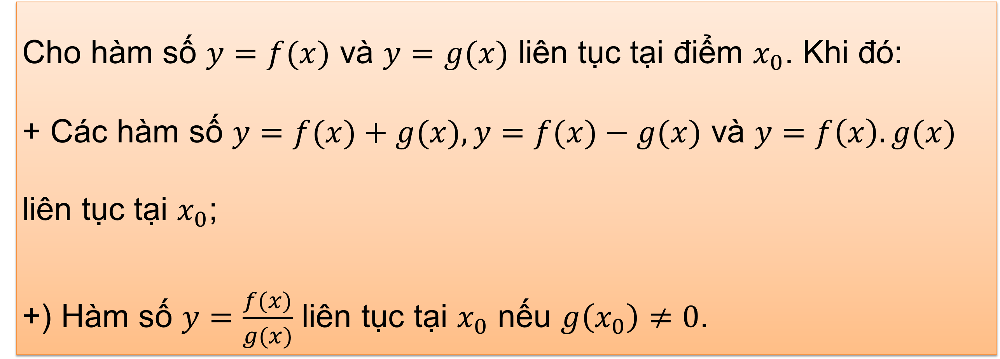 Cho hàm số y = f(x) và y = g(x) liên tục tại điểm x₀. Khi đó:
+ Các hàm số y = f(x) + g(x), y = f(x) − g(x) và y = f(x). g(x)
liên tục tại x₀;
+) Hàm số y = f(x)/g(x) liên tục tại x₀ nếu g(x₀) ≠ 0.